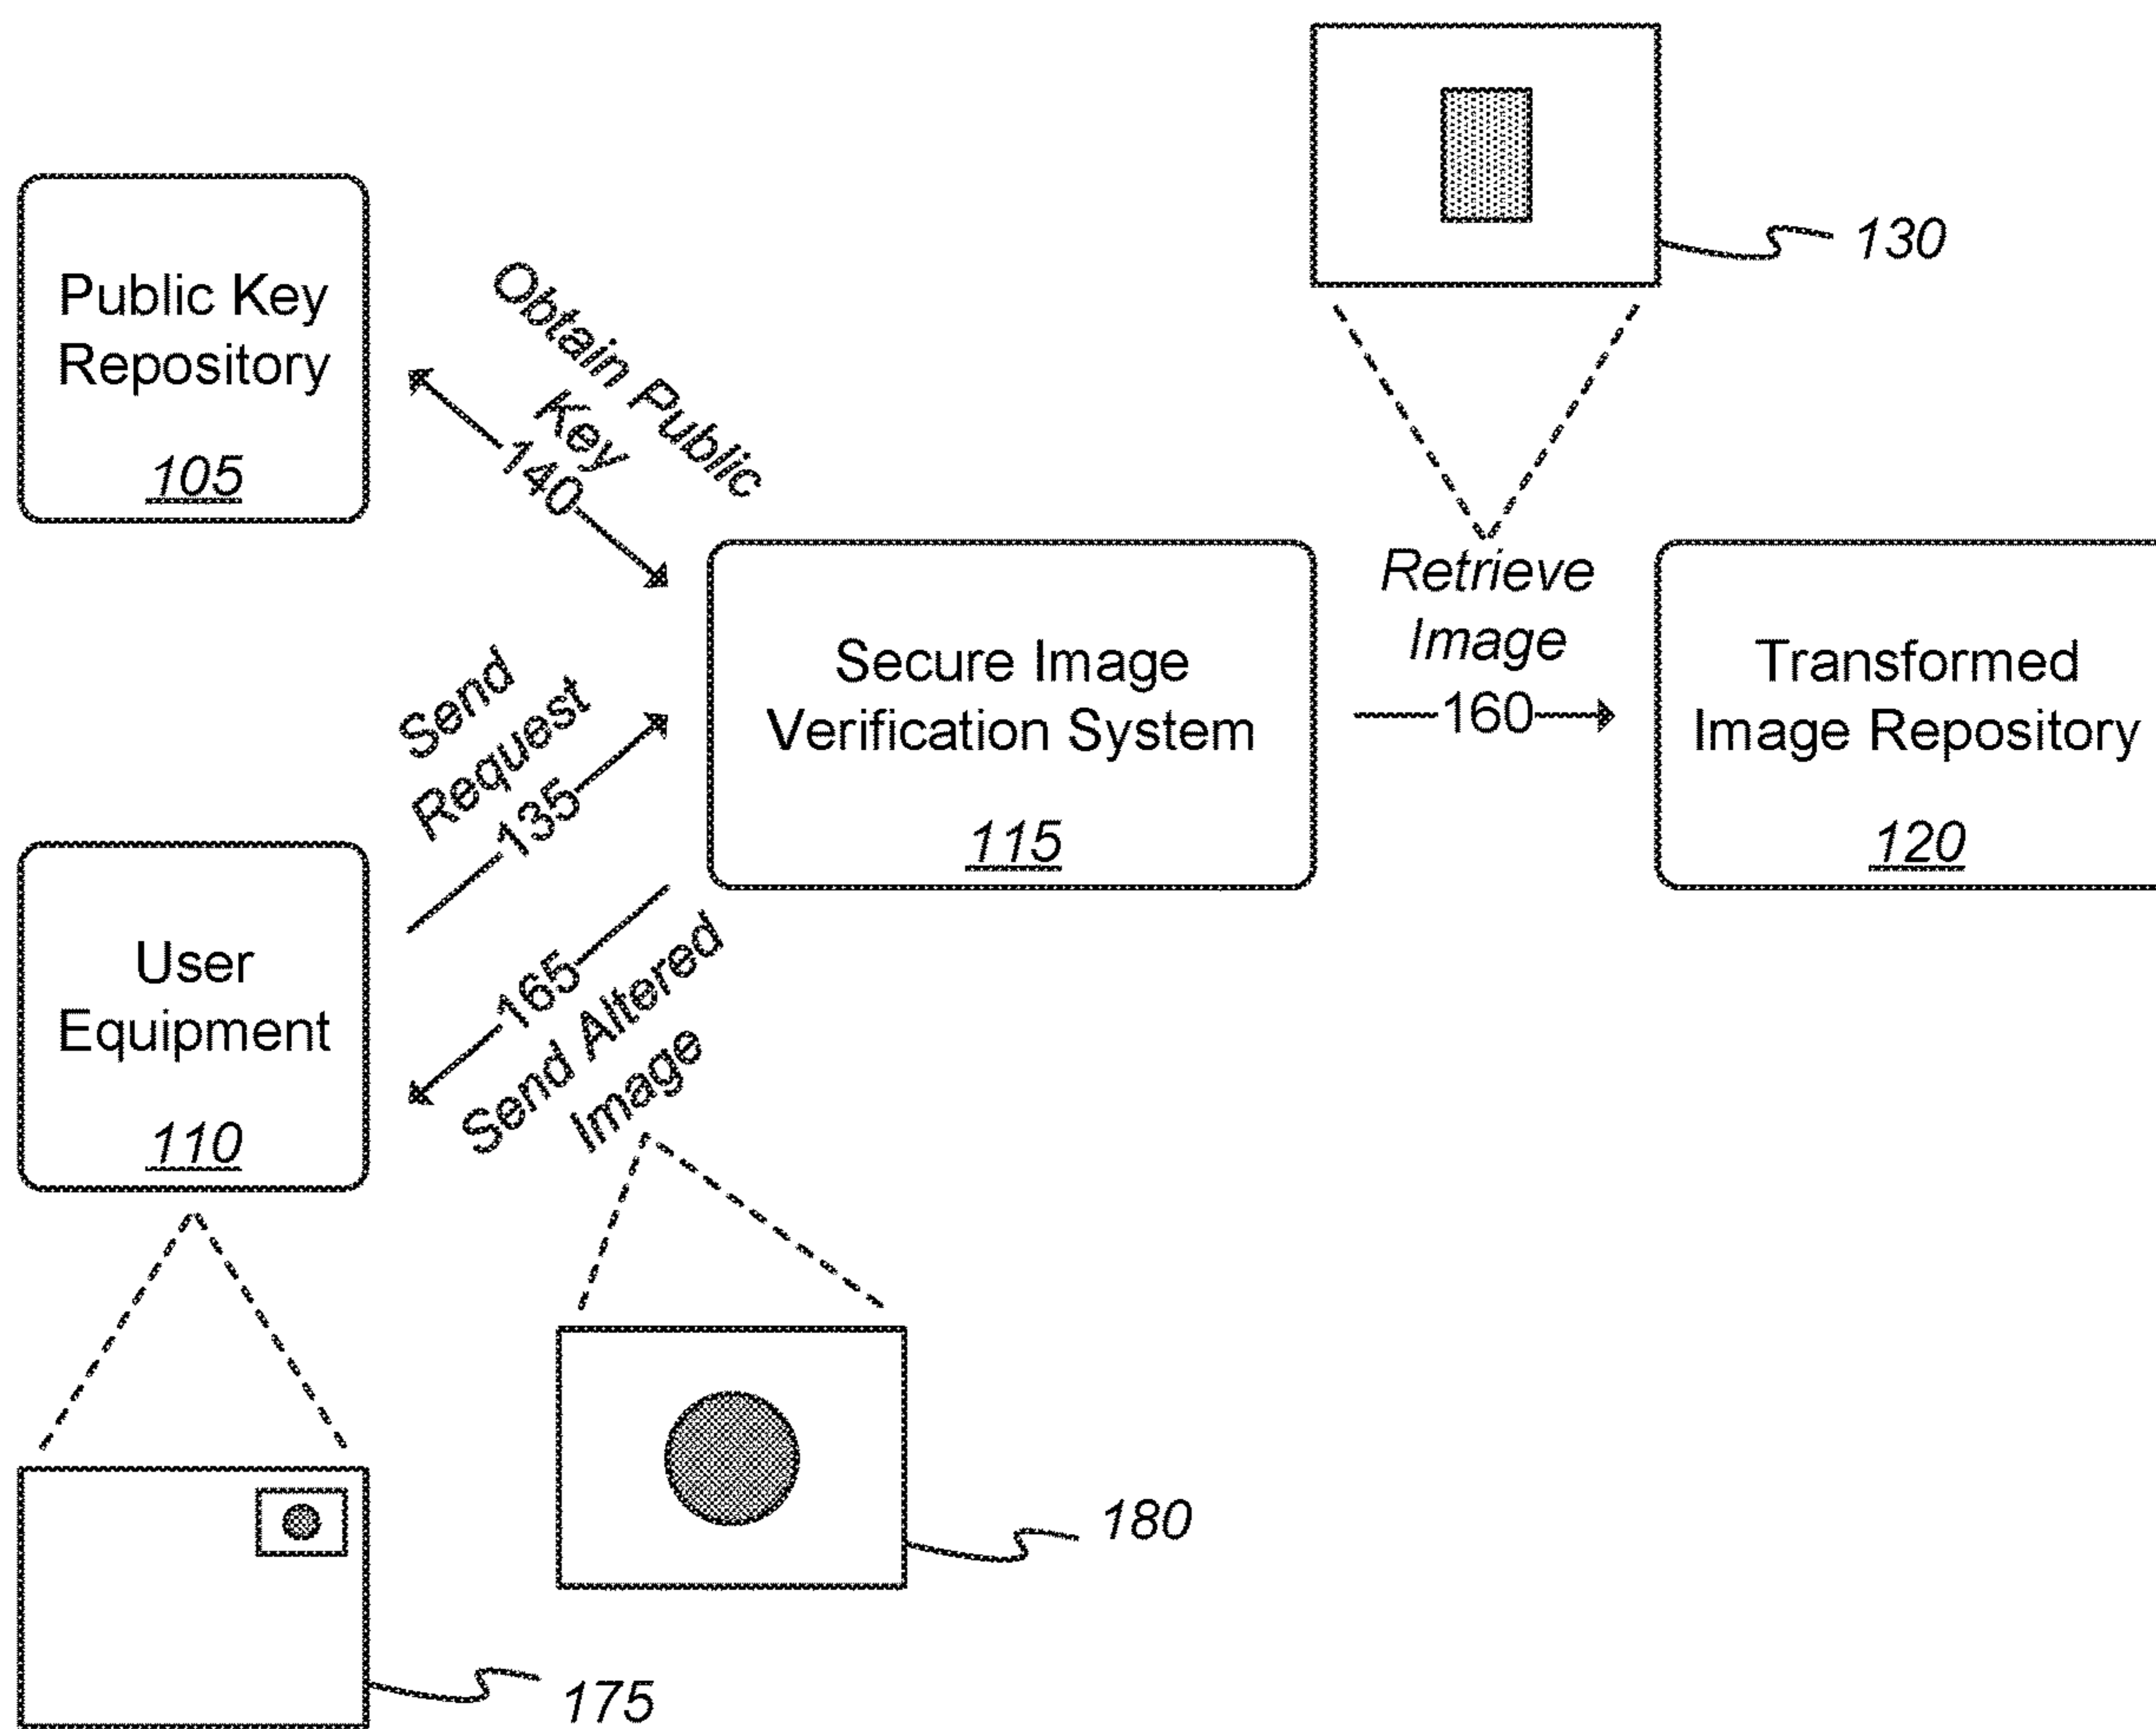 130
Public Key
Repository
105
Obtain Public
Key
140
Retrieve
Image
160
Send
Request
135
Secure Image
Verification System
115
Transformed
Image Repository
120
User
Equipment
110
165
Send Altered
Image
180
175